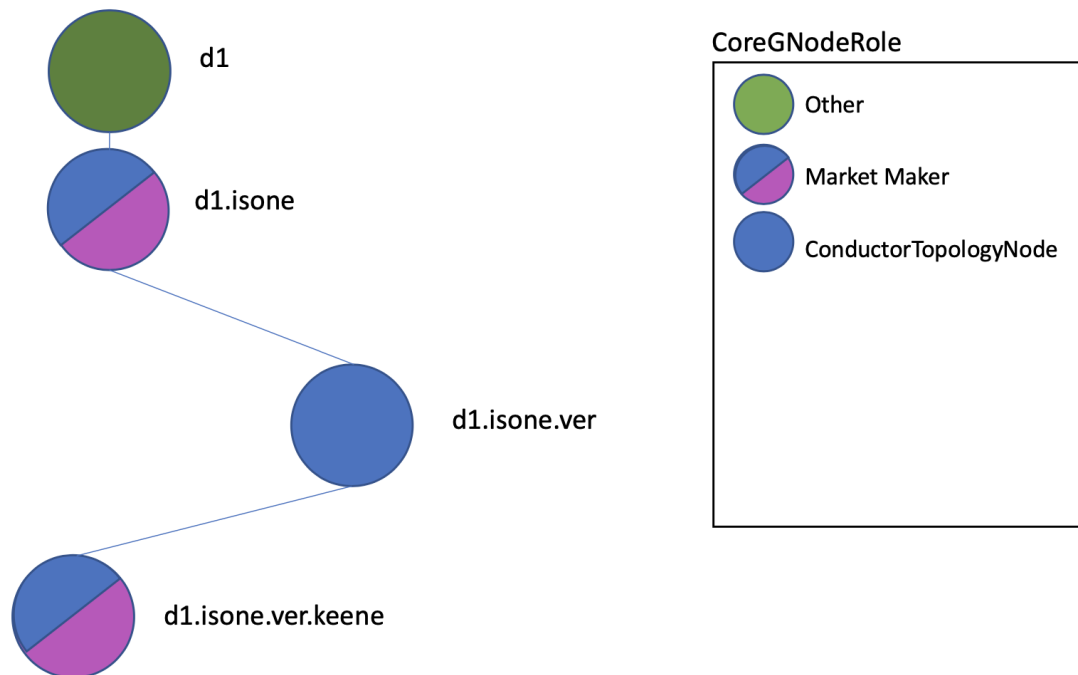 d1
d1.isone
d1.isone.ver
d1.isone.ver.keene
CoreGNodeRole
Other
Market Maker
ConductorTopologyNode